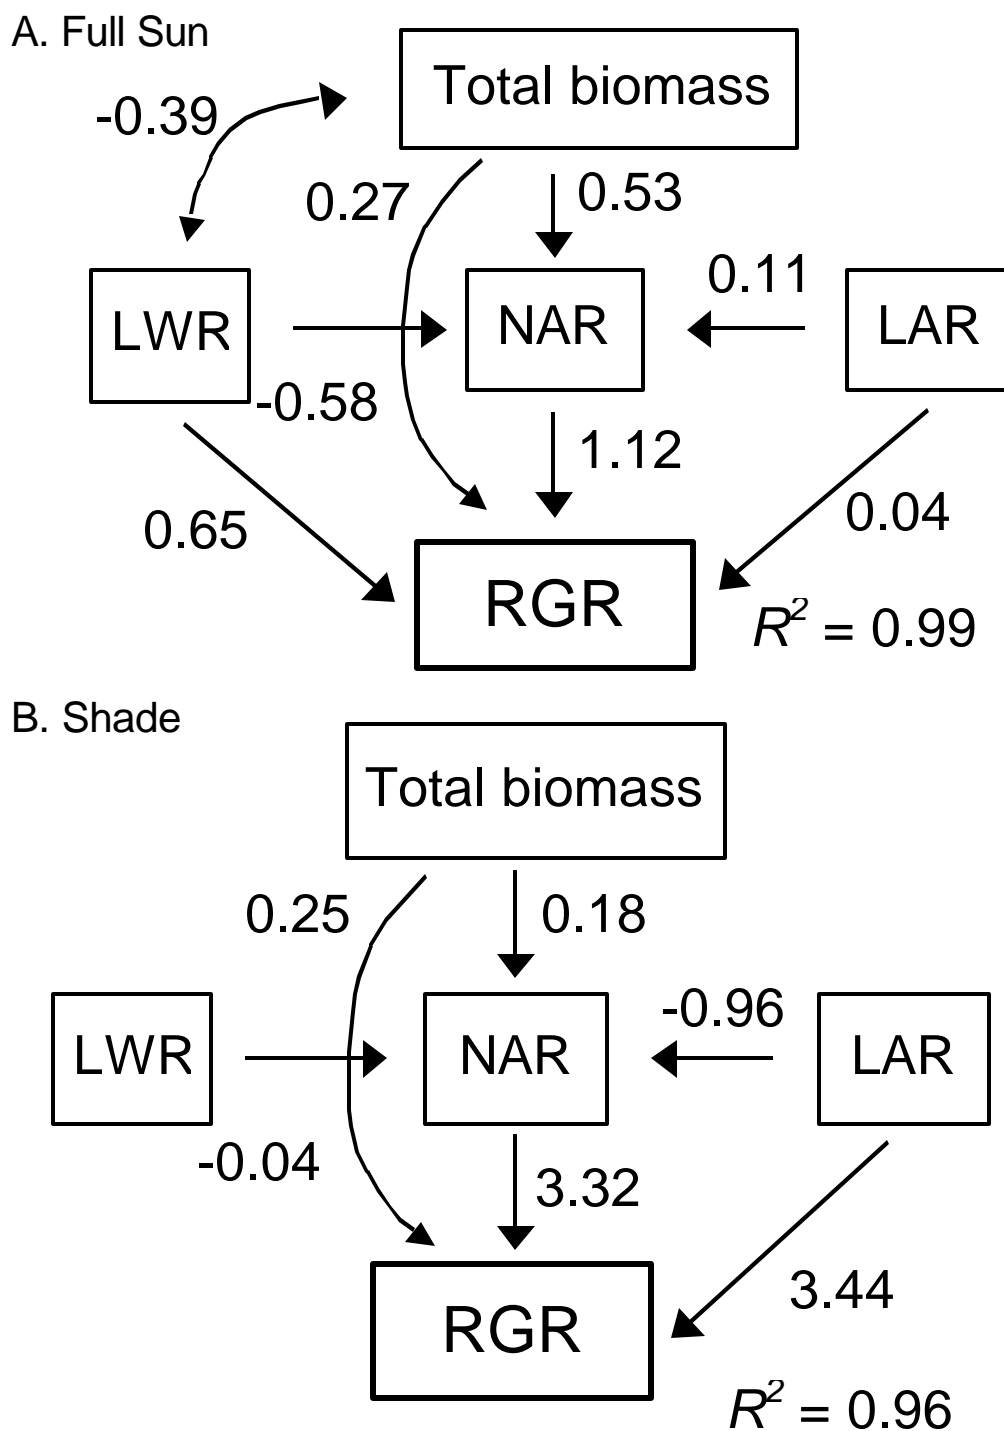 A. Full Sun
Total biomass
-0.39
0.27
0.53
0.11
LWR
NAR
LAR
-0.58
1.12
0.65
0.04
RGR
R² = 0.99
B. Shade
Total biomass
0.25
0.18
-0.96
LWR
NAR
LAR
-0.04
3.32
3.44
RGR
R² = 0.96